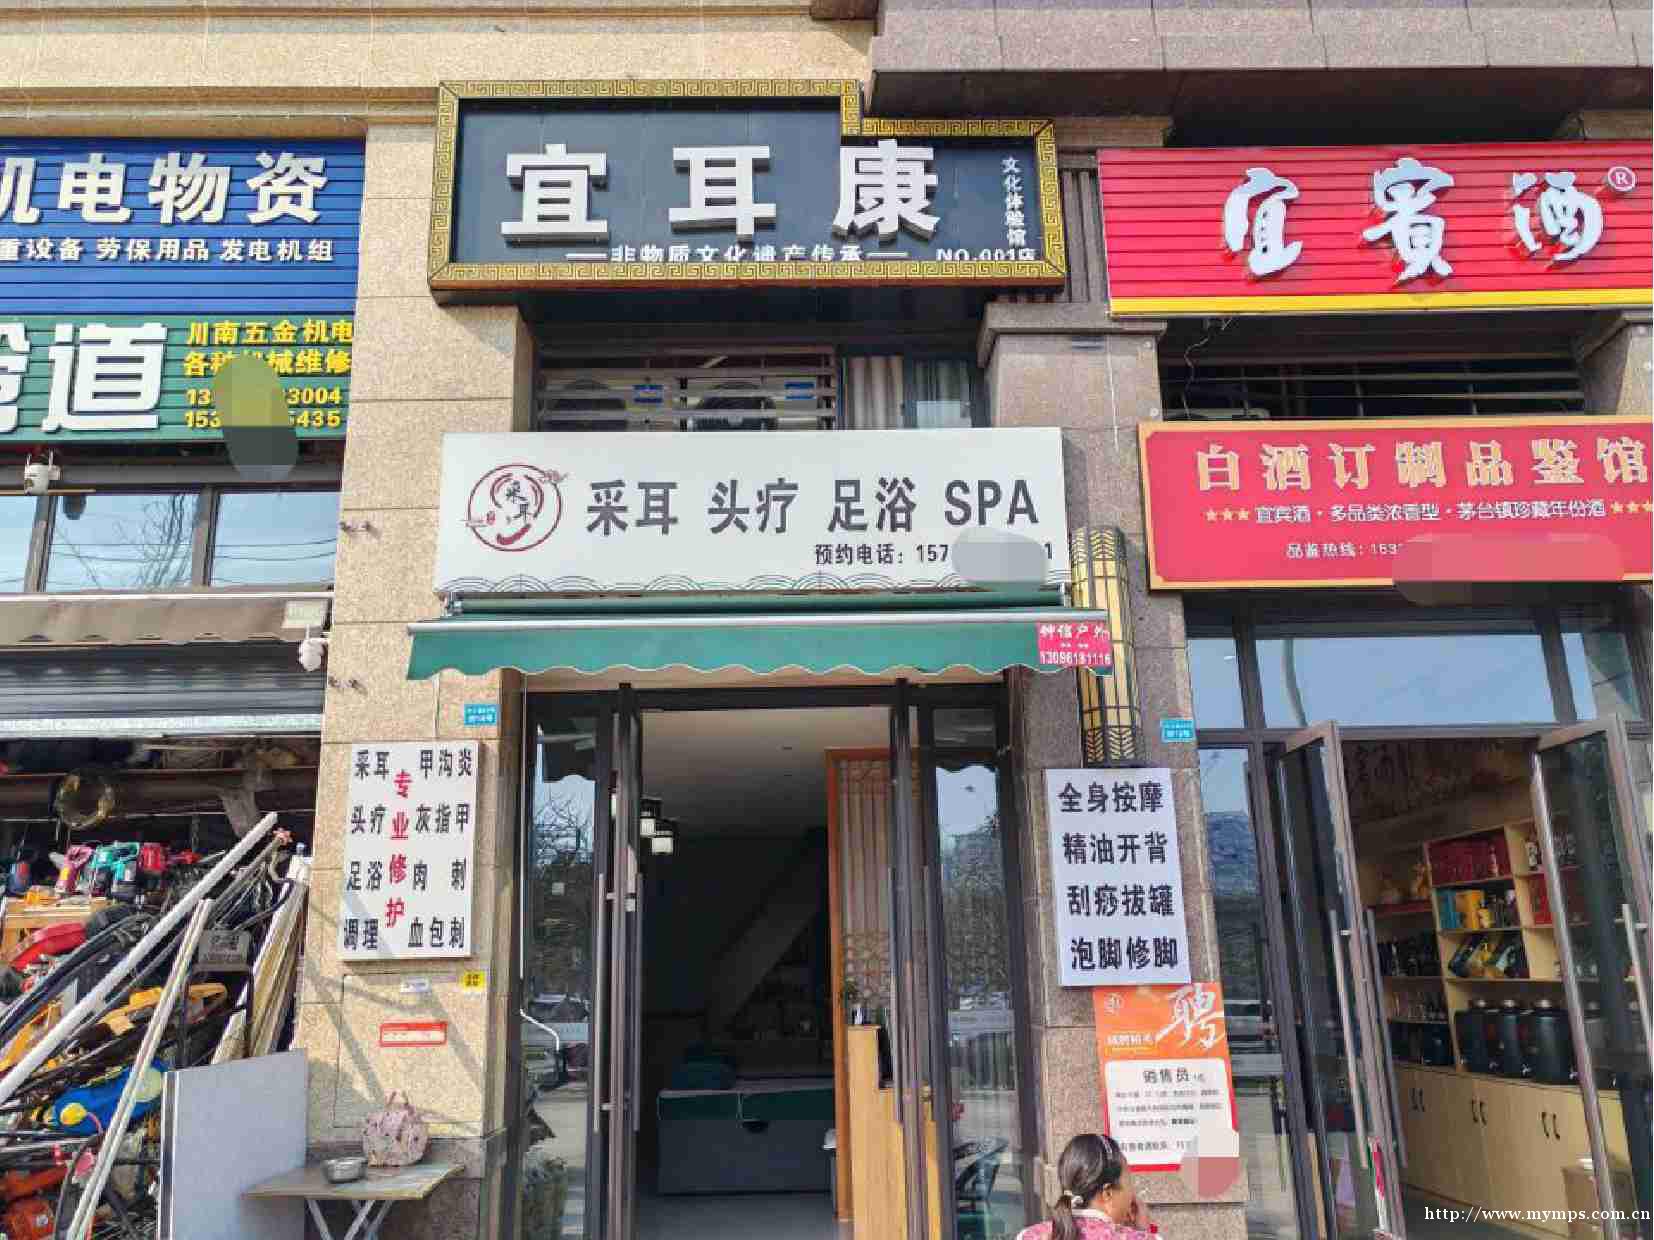 机电物资
重设备 劳保用品 发电机组
道
川南五金机电
各种机械维修
宜耳康
文化体验馆
非物质文化遗产传承
NO.001店
宜宾酒
®
采耳 头疗 足浴 SPA
预约电话：157
采耳
白酒订制品鉴馆
★★★宜宾酒·多品类浓香型·茅台镇珍藏年份酒★★★
品鉴热线：
钟信户外
13096131116
专业修护
采耳 甲沟炎
头疗 灰指甲
足浴 肉刺
调理 血包刺
全身按摩
精油开背
刮痧拔罐
泡脚修脚
聘
销售员
http://www.mymps.com.cn